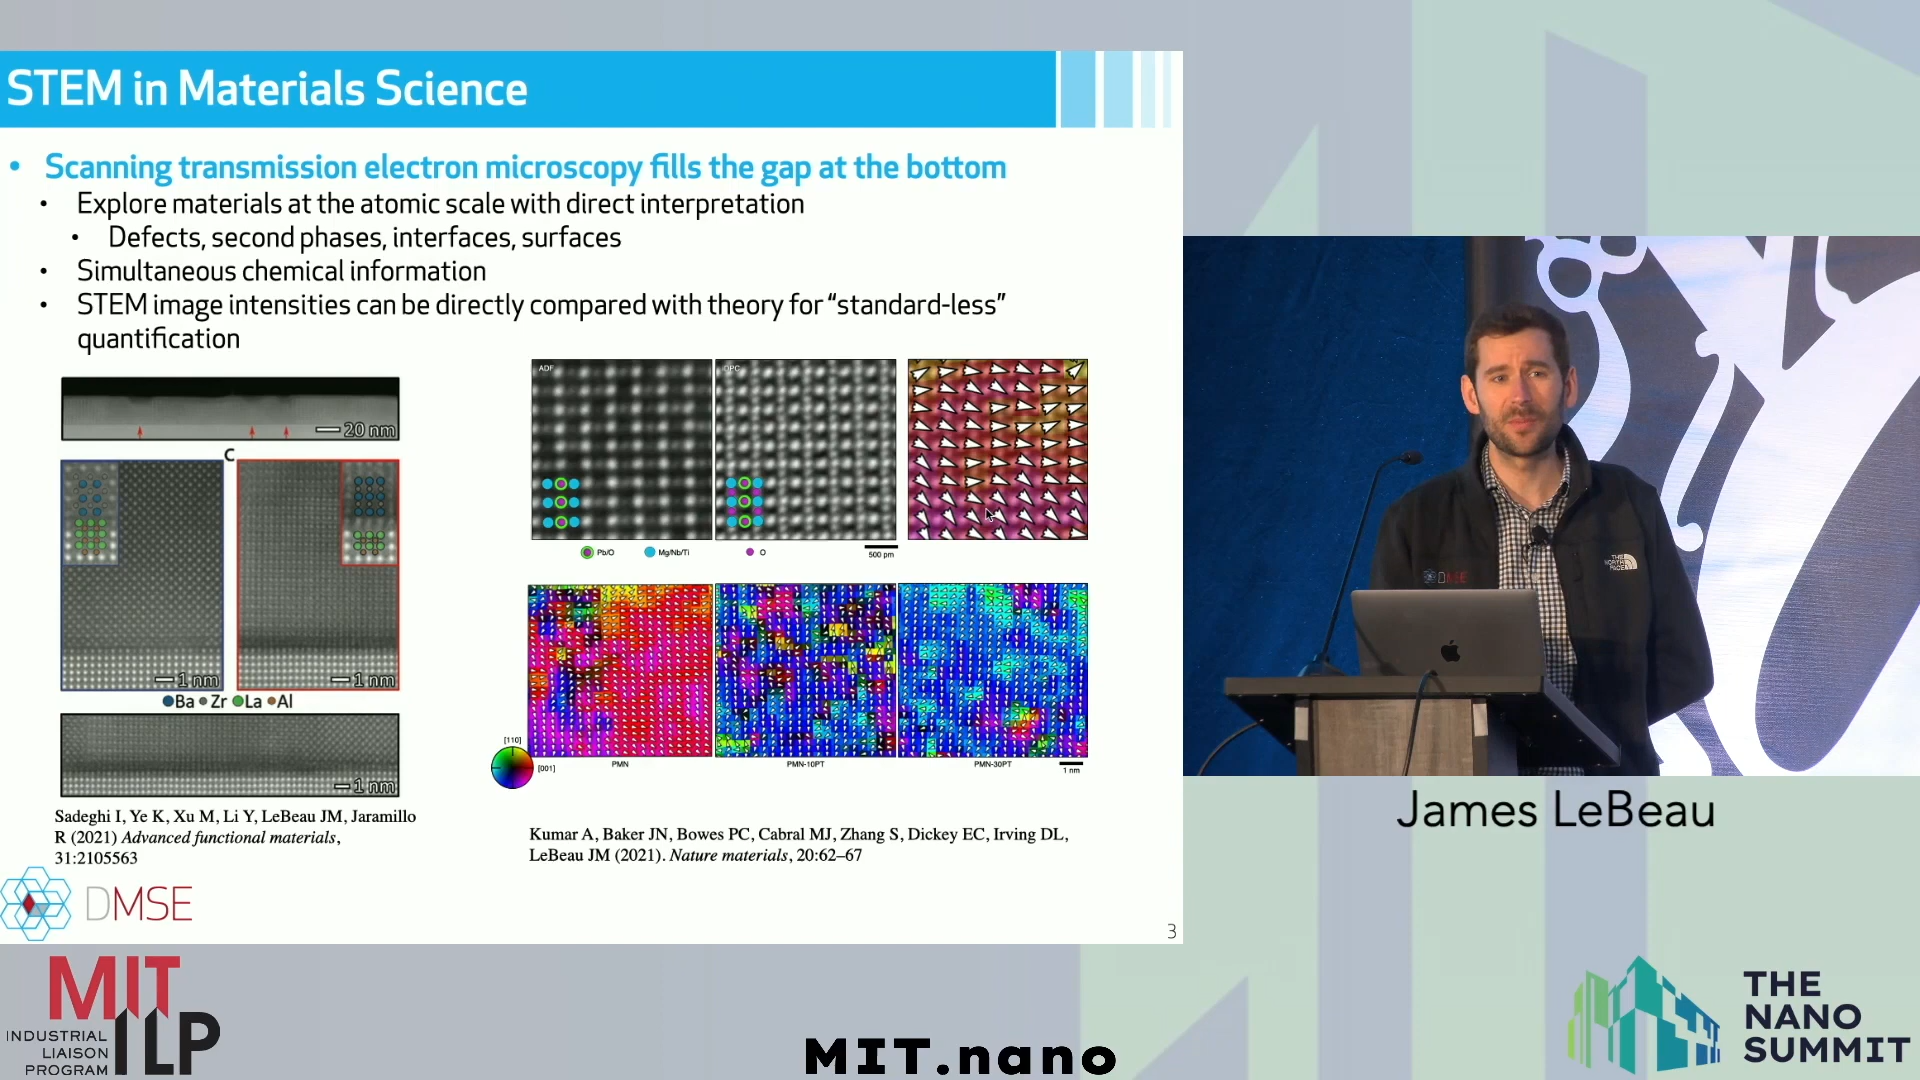 STEM in Materials Science
• Scanning transmission electron microscopy fills the gap at the bottom
• Explore materials at the atomic scale with direct interpretation
• Defects, second phases, interfaces, surfaces
• Simultaneous chemical information
• STEM image intensities can be directly compared with theory for “standard-less”
quantification
20 nm
C
1 nm
1 nm
Ba Zr La Al
1 nm
Sadeghi I, Ye K, Xu M, Li Y, LeBeau JM, Jaramillo
R (2021) Advanced functional materials,
31:2105563
ADF
Pb/O Mg/Nb/Ti O
500 pm
[110]
[001]
PMN
PMN-10PT
PMN-30PT
1 nm
Kumar A, Baker JN, Bowes PC, Cabral MJ, Zhang S, Dickey EC, Irving DL,
LeBeau JM (2021). Nature materials, 20:62–67
DMSE
3
DMSE
THE
NORTH
FACE
James LeBeau
MIT
ILP
INDUSTRIAL
LIAISON
PROGRAM
MIT.nano
THE
NANO
SUMMIT